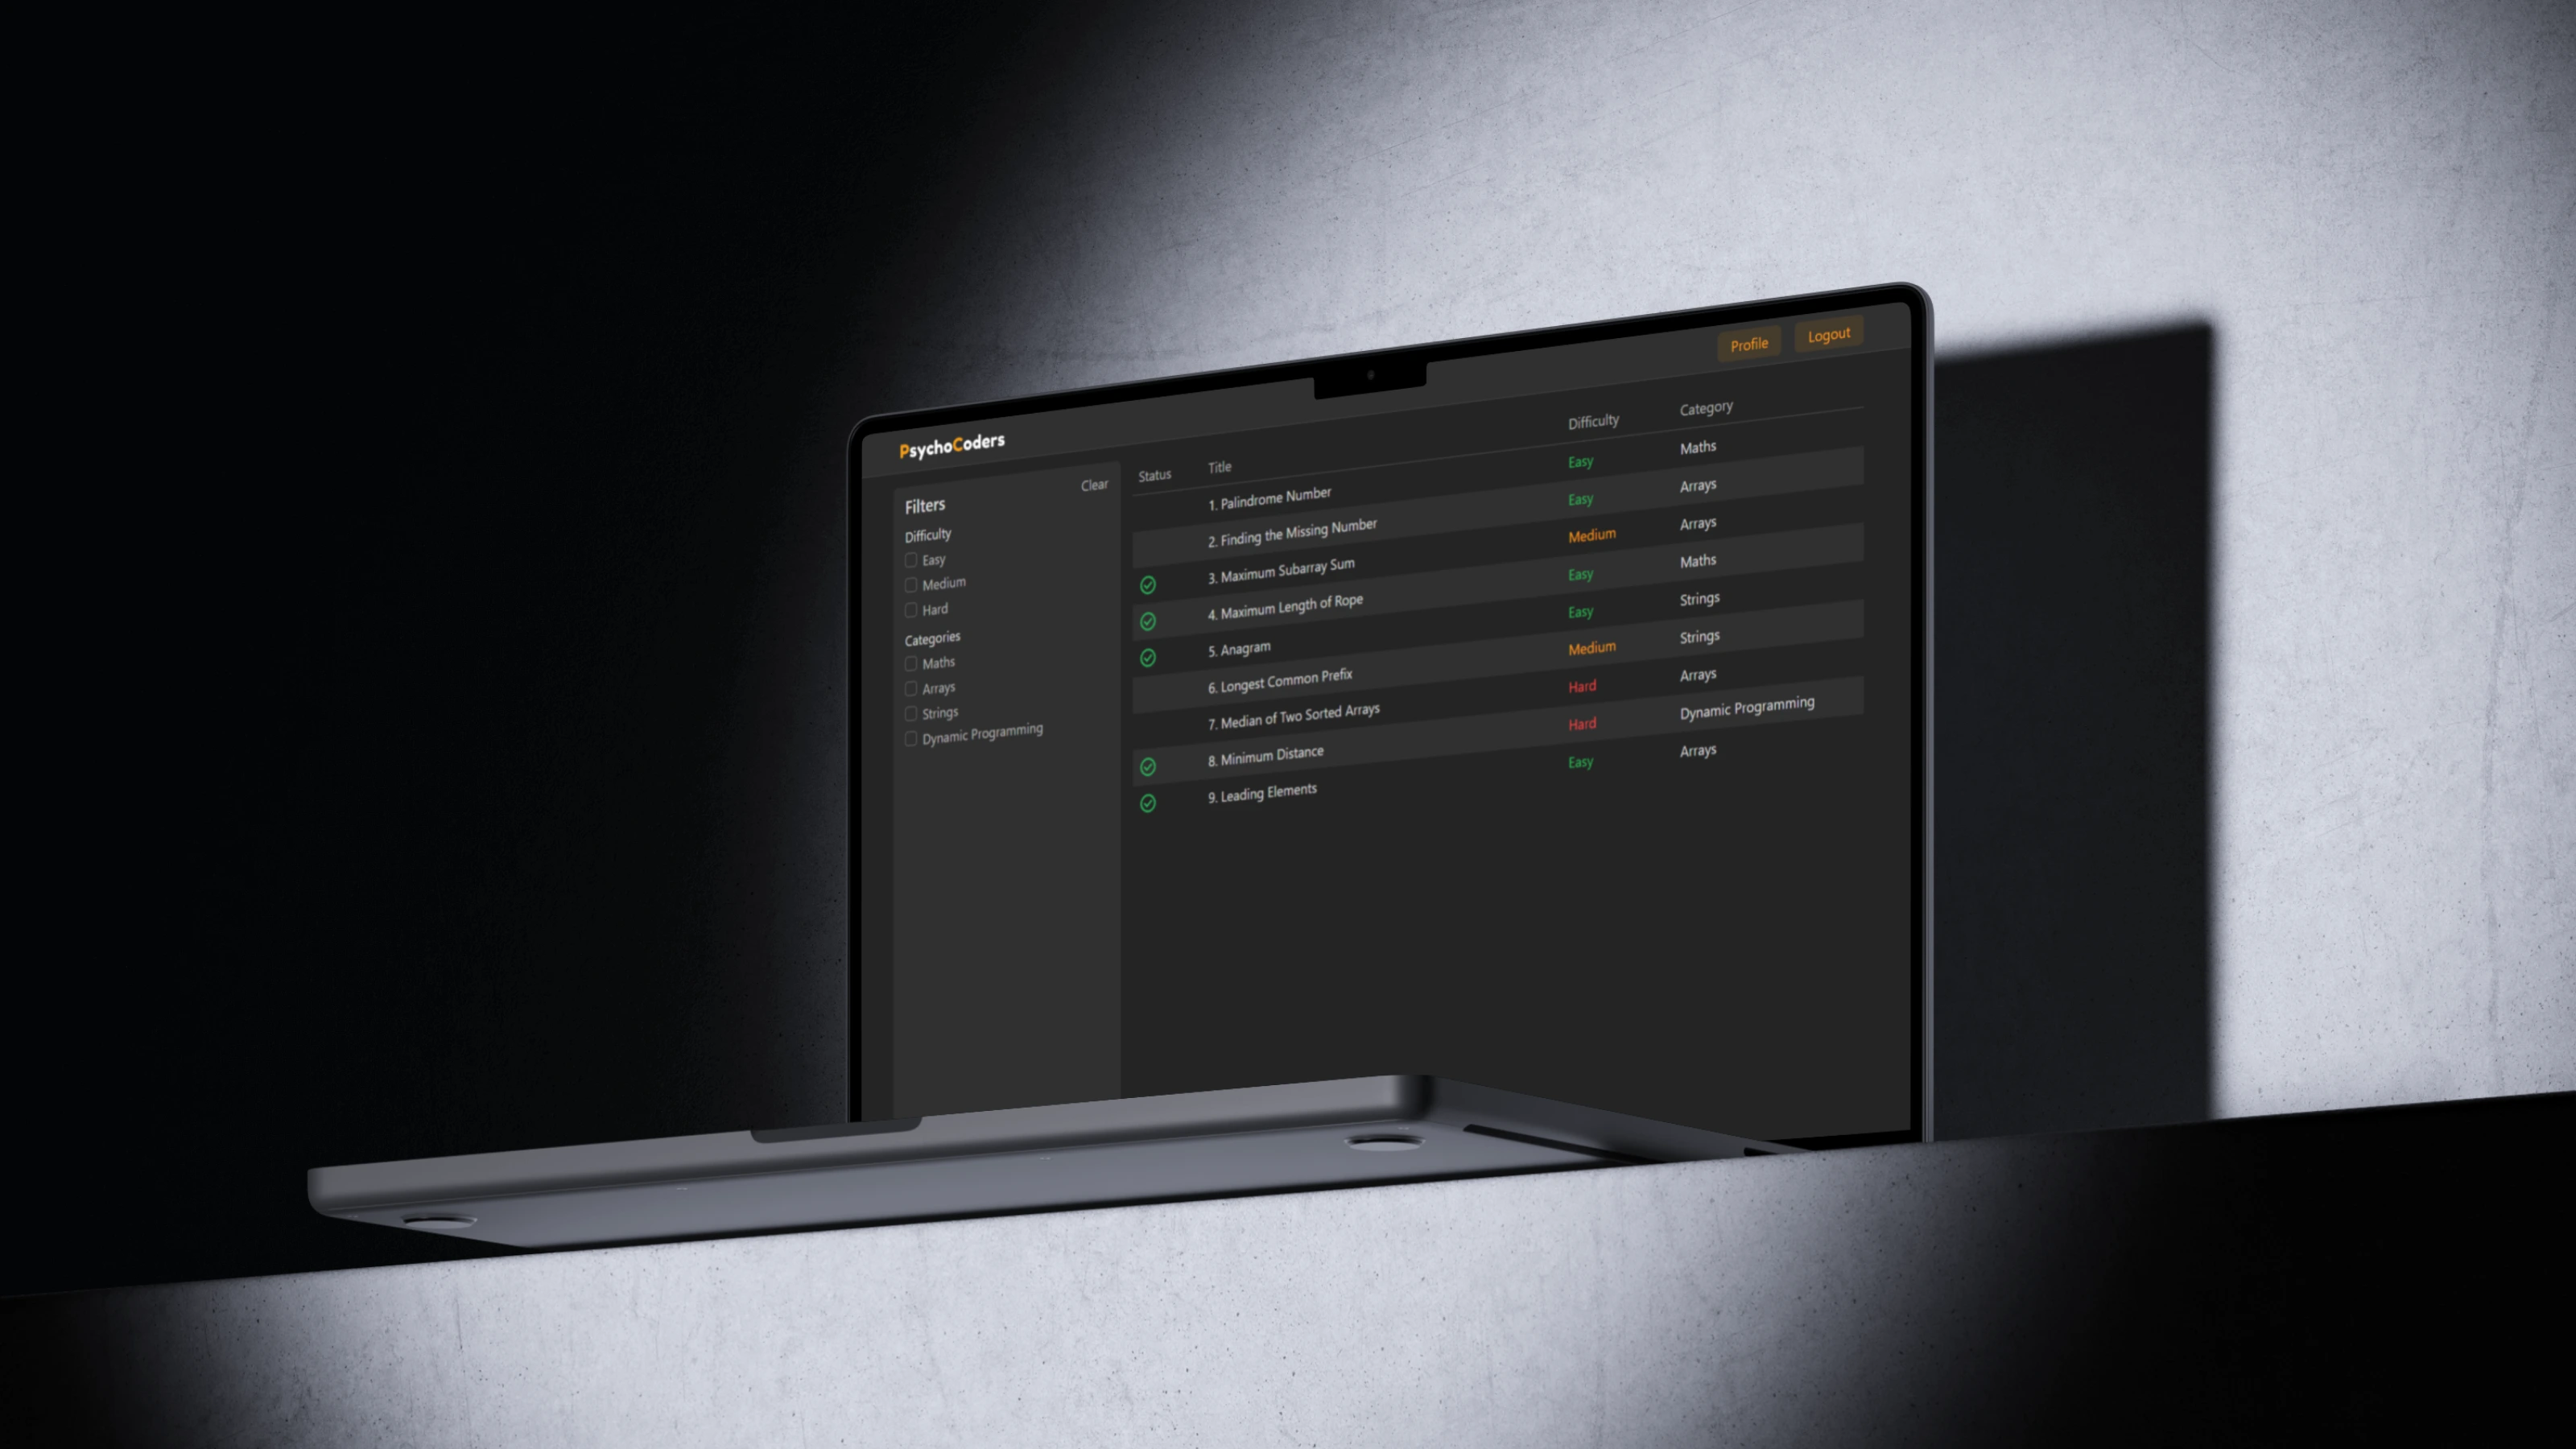 PsychoCoders
Profile
Logout
Filters
Clear
Difficulty
Easy
Medium
Hard
Categories
Maths
Arrays
Strings
Dynamic Programming
Status Title Difficulty Category
1. Palindrome Number Easy Maths
2. Finding the Missing Number Easy Arrays
3. Maximum Subarray Sum Medium Arrays
4. Maximum Length of Rope Easy Maths
5. Anagram Easy Strings
6. Longest Common Prefix Medium Strings
7. Median of Two Sorted Arrays Hard Arrays
8. Minimum Distance Hard Dynamic Programming
9. Leading Elements Easy Arrays